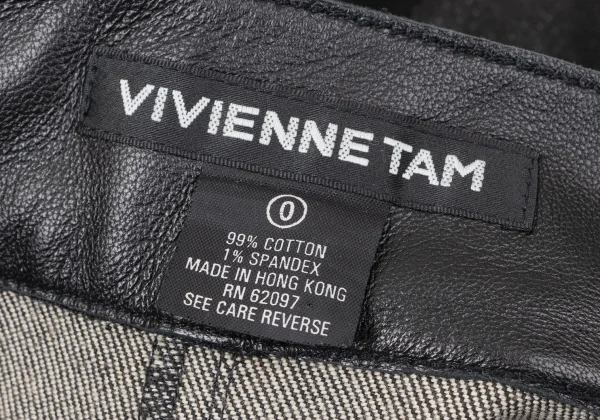 VIVIENNE TAM
0
99% COTTON
1% SPANDEX
MADE IN HONG KONG
RN 62097
SEE CARE REVERSE